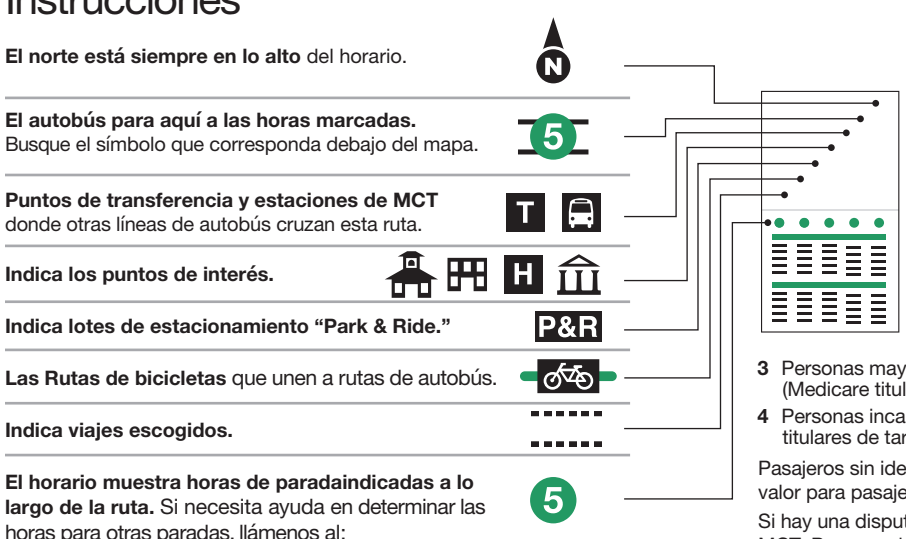 Instrucciones
El norte está siempre en lo alto del horario.
N
El autobús para aquí a las horas marcadas.
Busque el símbolo que corresponda debajo del mapa.
5
Puntos de transferencia y estaciones de MCT
donde otras líneas de autobús cruzan esta ruta.
T
Indica los puntos de interés.
H
Indica lotes de estacionamiento “Park & Ride.”
P&R
Las Rutas de bicicletas que unen a rutas de autobús.
Indica viajes escogidos.
El horario muestra horas de paradaindicadas a lo
largo de la ruta. Si necesita ayuda en determinar las
horas para otras paradas, llámenos al:
5
3 Personas may
(Medicare titul
4 Personas inca
titulares de tar
Pasajeros sin ide
valor para pasaje
Si hay una disput